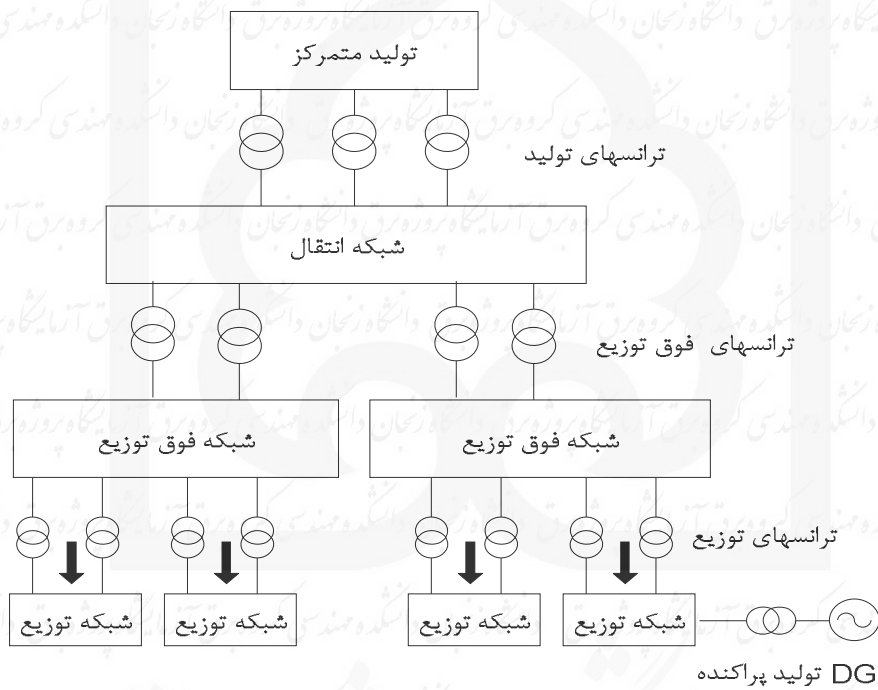 تولید متمرکز
ترانسهای تولید
شبکه انتقال
ترانسهای فوق توزیع
شبکه فوق توزیع
شبکه فوق توزیع
ترانسهای توزیع
شبکه توزیع
شبکه توزیع
شبکه توزیع
شبکه توزیع
DG تولید پراکنده